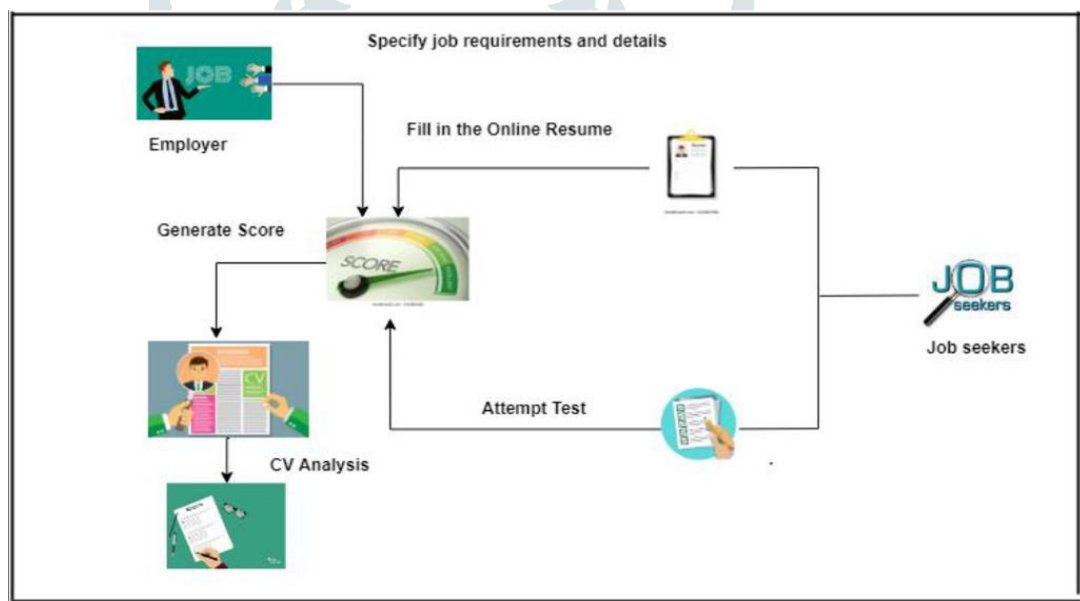 Specify job requirements and details
JOB
Employer
Fill in the Online Resume
Generate Score
SCORE
JOB
seekers
Job seekers
CV
Attempt Test
CV Analysis